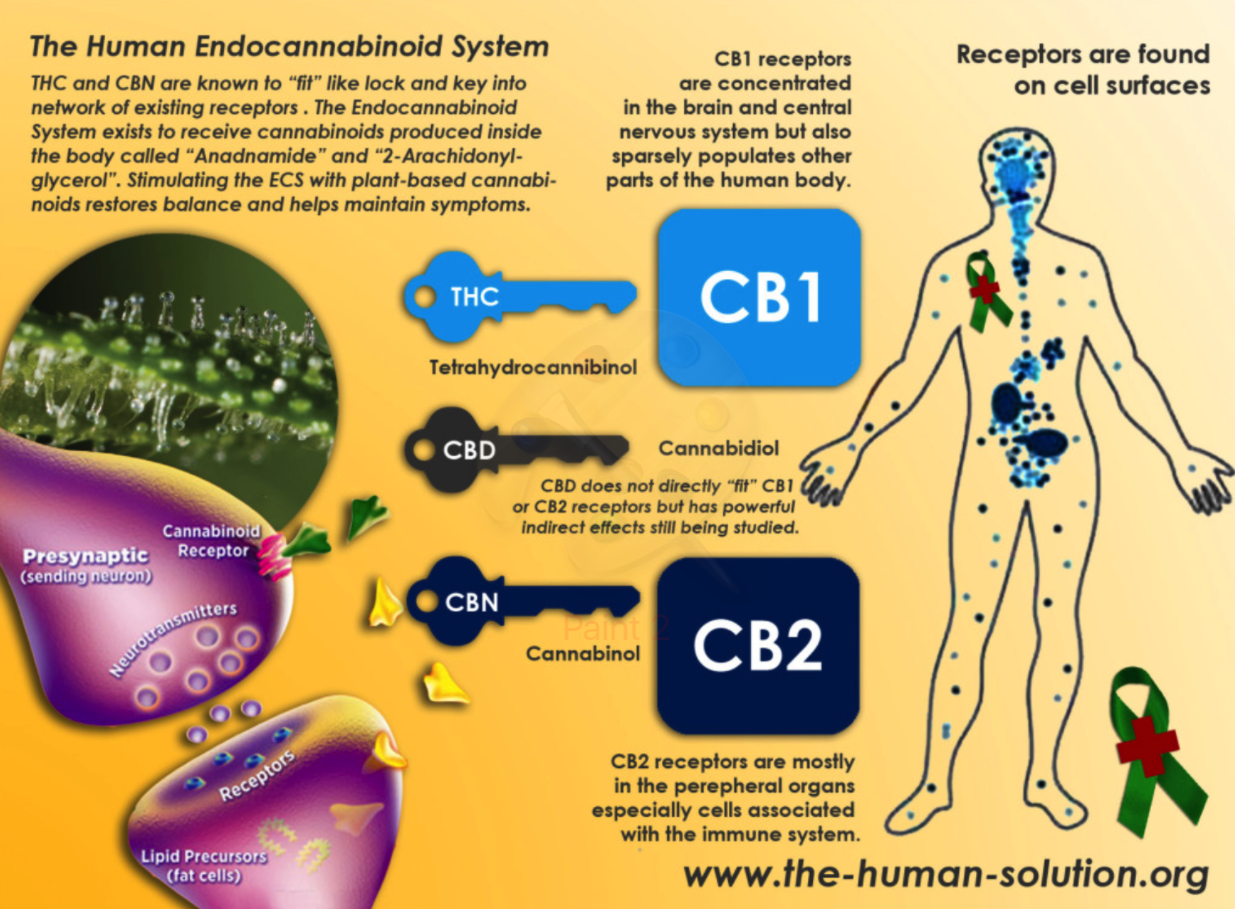 The Human Endocannabinoid System
THC and CBN are known to “fit” like lock and key into
network of existing receptors . The Endocannabinoid
System exists to receive cannabinoids produced inside
the body called “Anadnamide” and “2-Arachidonyl-
glycerol”. Stimulating the ECS with plant-based cannabi-
noids restores balance and helps maintain symptoms.
CB1 receptors
are concentrated
in the brain and central
nervous system but also
sparsely populates other
parts of the human body.
Receptors are found
on cell surfaces
THC
CB1
Tetrahydrocannibinol
CBD
Cannabidiol
CBD does not directly “fit” CB1
or CB2 receptors but has powerful
indirect effects still being studied.
Cannabinoid
Receptor
Presynaptic
(sending neuron)
Neurotransmitters
CBN
Paint 2
Cannabinol
CB2
Receptors
Lipid Precursors
(fat cells)
CB2 receptors are mostly
in the perepheral organs
especially cells associated
with the immune system.
www.the-human-solution.org